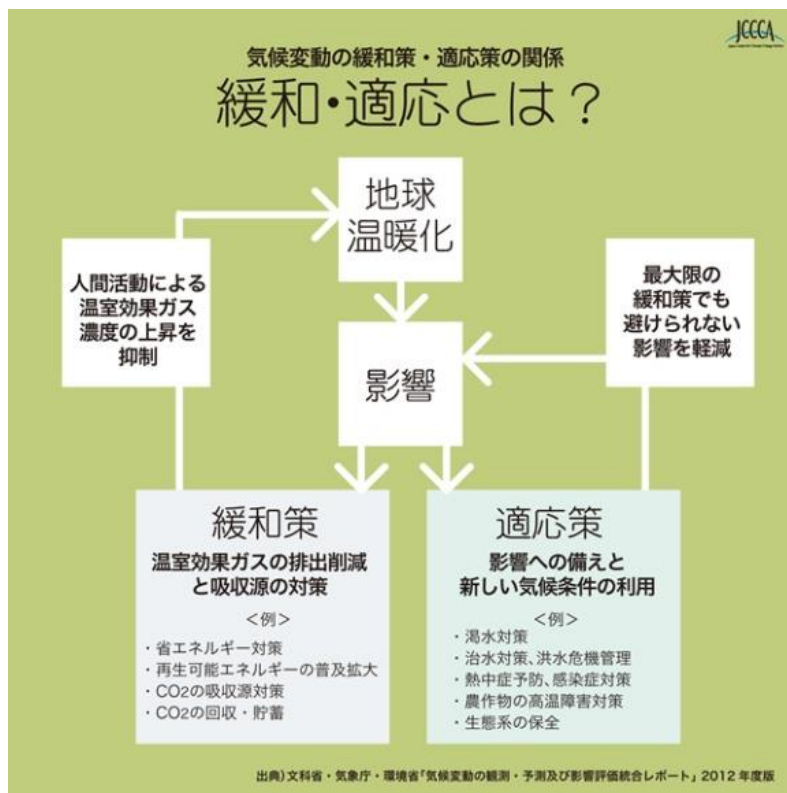 JCCCA
気候変動の緩和策・適応策の関係
緩和・適応とは？
地球
温暖化
人間活動による
温室効果ガス
濃度の上昇を
抑制
最大限の
緩和策でも
避けられない
影響を軽減
影響
緩和策
温室効果ガスの排出削減
と吸収源の対策
＜例＞
・省エネルギー対策
・再生可能エネルギーの普及拡大
・CO2の吸収源対策
・CO2の回収・貯蓄
適応策
影響への備えと
新しい気候条件の利用
＜例＞
・渇水対策
・治水対策、洪水危機管理
・熱中症予防、感染症対策
・農作物の高温障害対策
・生態系の保全
出典）文科省・気象庁・環境省「気候変動の観測・予測及び影響評価統合レポート」2012年度版